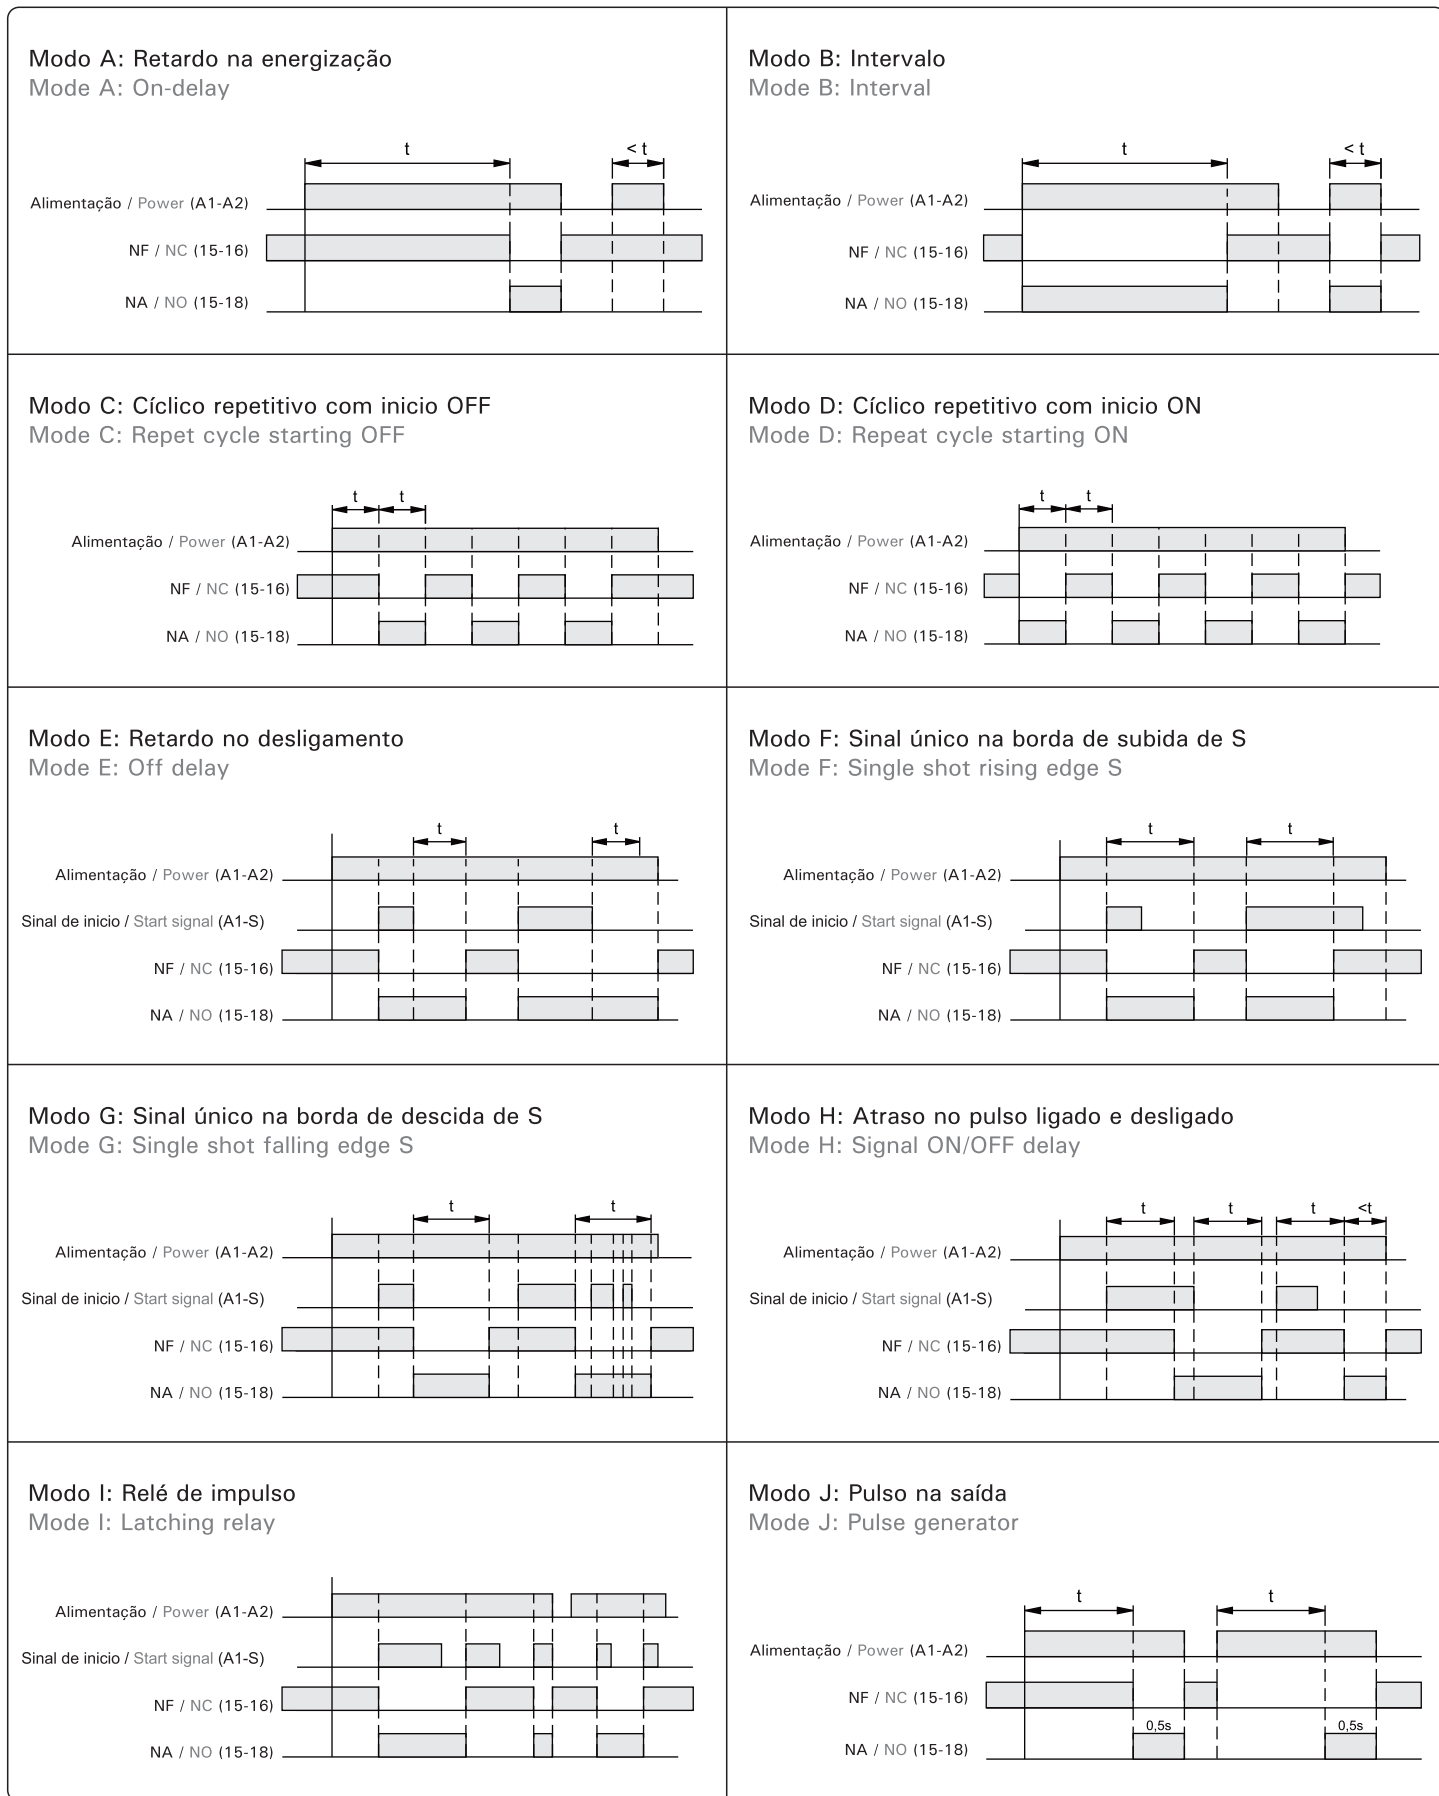 Modo A: Retardo na energização
Mode A: On-delay
t
< t
Alimentação / Power (A1-A2)
NF / NC (15-16)
NA / NO (15-18)
Modo B: Intervalo
Mode B: Interval
t
< t
Alimentação / Power (A1-A2)
NF / NC (15-16)
NA / NO (15-18)
Modo C: Cíclico repetitivo com inicio OFF
Mode C: Repet cycle starting OFF
t t
Alimentação / Power (A1-A2)
NF / NC (15-16)
NA / NO (15-18)
Modo D: Cíclico repetitivo com inicio ON
Mode D: Repeat cycle starting ON
t t
Alimentação / Power (A1-A2)
NF / NC (15-16)
NA / NO (15-18)
Modo E: Retardo no desligamento
Mode E: Off delay
t t
Alimentação / Power (A1-A2)
Sinal de inicio / Start signal (A1-S)
NF / NC (15-16)
NA / NO (15-18)
Modo F: Sinal único na borda de subida de S
Mode F: Single shot rising edge S
t t
Alimentação / Power (A1-A2)
Sinal de inicio / Start signal (A1-S)
NF / NC (15-16)
NA / NO (15-18)
Modo G: Sinal único na borda de descida de S
Mode G: Single shot falling edge S
t t
Alimentação / Power (A1-A2)
Sinal de inicio / Start signal (A1-S)
NF / NC (15-16)
NA / NO (15-18)
Modo H: Atraso no pulso ligado e desligado
Mode H: Signal ON/OFF delay
t t t <t
Alimentação / Power (A1-A2)
Sinal de inicio / Start signal (A1-S)
NF / NC (15-16)
NA / NO (15-18)
Modo I: Relé de impulso
Mode I: Latching relay
Alimentação / Power (A1-A2)
Sinal de inicio / Start signal (A1-S)
NF / NC (15-16)
NA / NO (15-18)
Modo J: Pulso na saída
Mode J: Pulse generator
t t
Alimentação / Power (A1-A2)
NF / NC (15-16)
0,5s 0,5s
NA / NO (15-18)